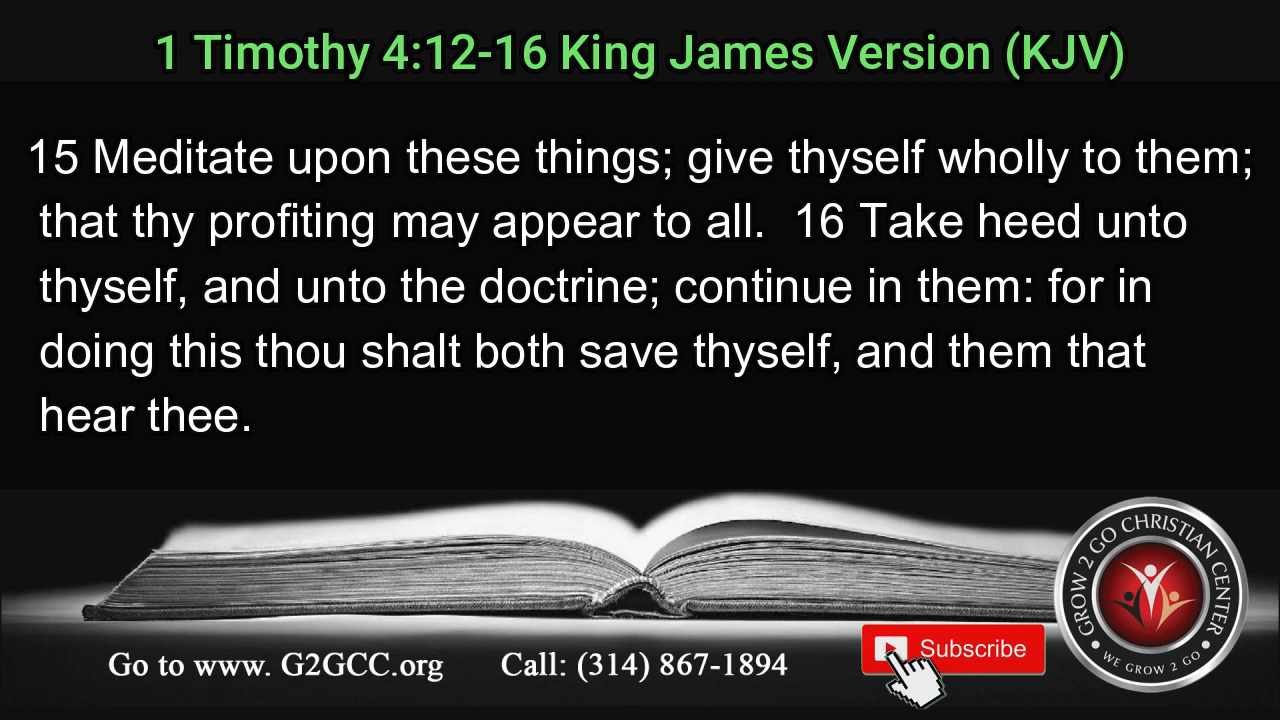 1 Timothy 4:12-16 King James Version (KJV)
15 Meditate upon these things; give thyself wholly to them;
that thy profiting may appear to all.  16 Take heed unto
thyself, and unto the doctrine; continue in them: for in
doing this thou shalt both save thyself, and them that
hear thee.
GROW 2 GO CHRISTIAN CENTER
• WE GROW 2 GO •
Subscribe
Go to www. G2GCC.org Call: (314) 867-1894